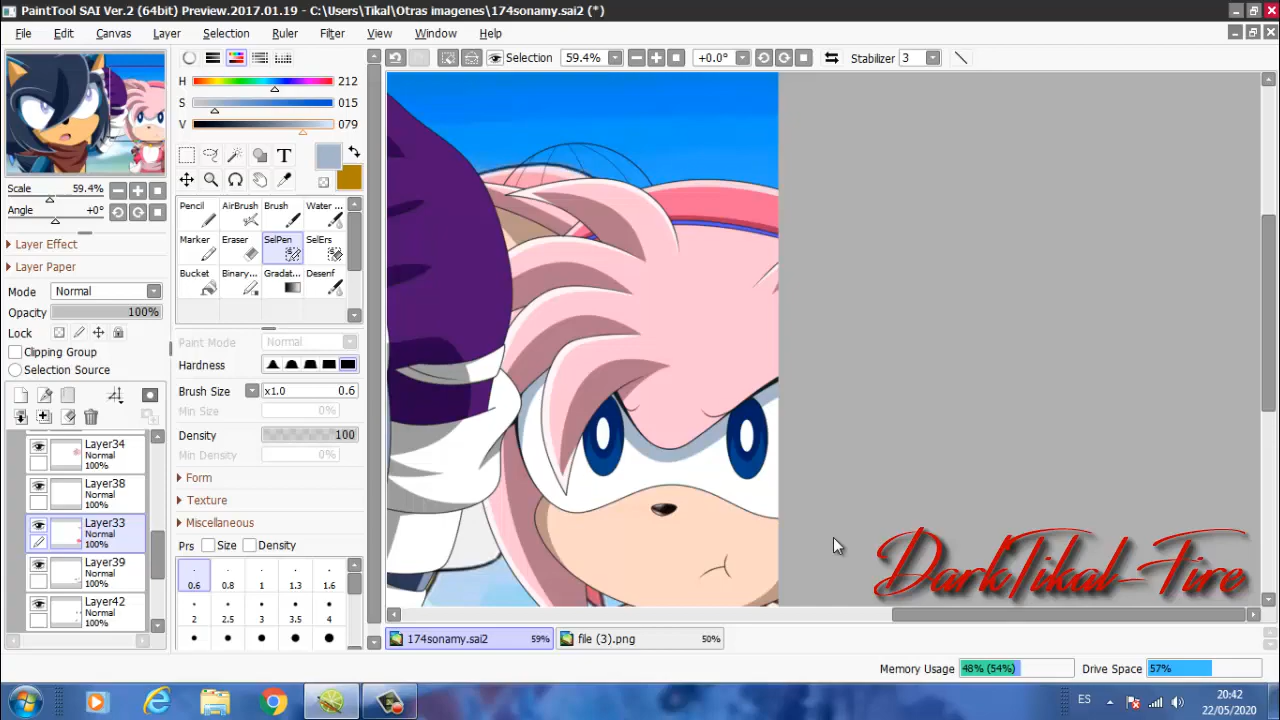 PaintTool SAI Ver.2 (64bit) Preview.2017.01.19 - C:\Users\Tikal\Otras imagenes\174sonamy.sai2 (*)
File Edit Canvas Layer Selection Ruler Filter View Window Help
Selection 59.4% +0.0° Stabilizer 3
H 212
S 015
V 079
Scale 59.4%
Angle +0°
Layer Effect
Layer Paper
Mode Normal
Opacity 100%
Lock
Clipping Group
Selection Source
Layer34
Normal
100%
Layer38
Normal
100%
Layer33
Normal
100%
Layer39
Normal
100%
Layer42
Normal
100%
T
Pencil AirBrush Brush Water ...
Marker Eraser SelPen SelErs
Bucket Binary... Gradat... Desenf
Paint Mode Normal
Hardness
Brush Size x1.0 0.6
Min Size 0%
Density 100
Min Density 0%
Form
Texture
Miscellaneous
Prs Size Density
0.6 0.8 1 1.3 1.6
2 2.5 3 3.5 4
DarkTikal-Fire
174sonamy.sai2 59% file (3).png 50%
Memory Usage 48% (54%) Drive Space 57%
ES 20:42
22/05/2020